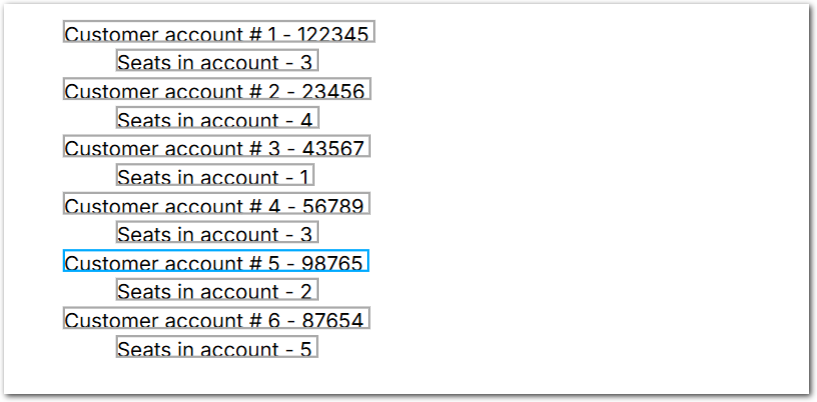 Customer account # 1 - 122345
Seats in account - 3
Customer account # 2 - 23456
Seats in account - 4
Customer account # 3 - 43567
Seats in account - 1
Customer account # 4 - 56789
Seats in account - 3
Customer account # 5 - 98765
Seats in account - 2
Customer account # 6 - 87654
Seats in account - 5